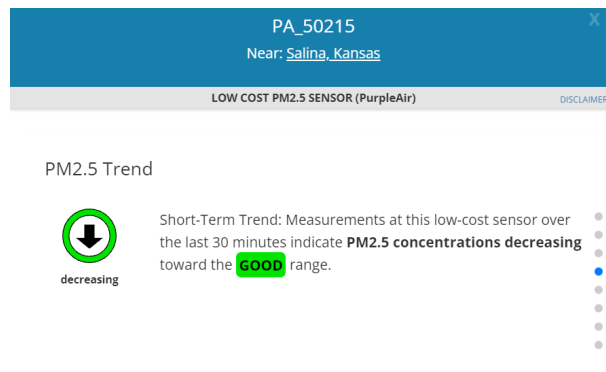 PA_50215
X
Near: Salina, Kansas
LOW COST PM2.5 SENSOR (PurpleAir)
DISCLAIMER
PM2.5 Trend
Short-Term Trend: Measurements at this low-cost sensor over
the last 30 minutes indicate PM2.5 concentrations decreasing
toward the GOOD range.
decreasing